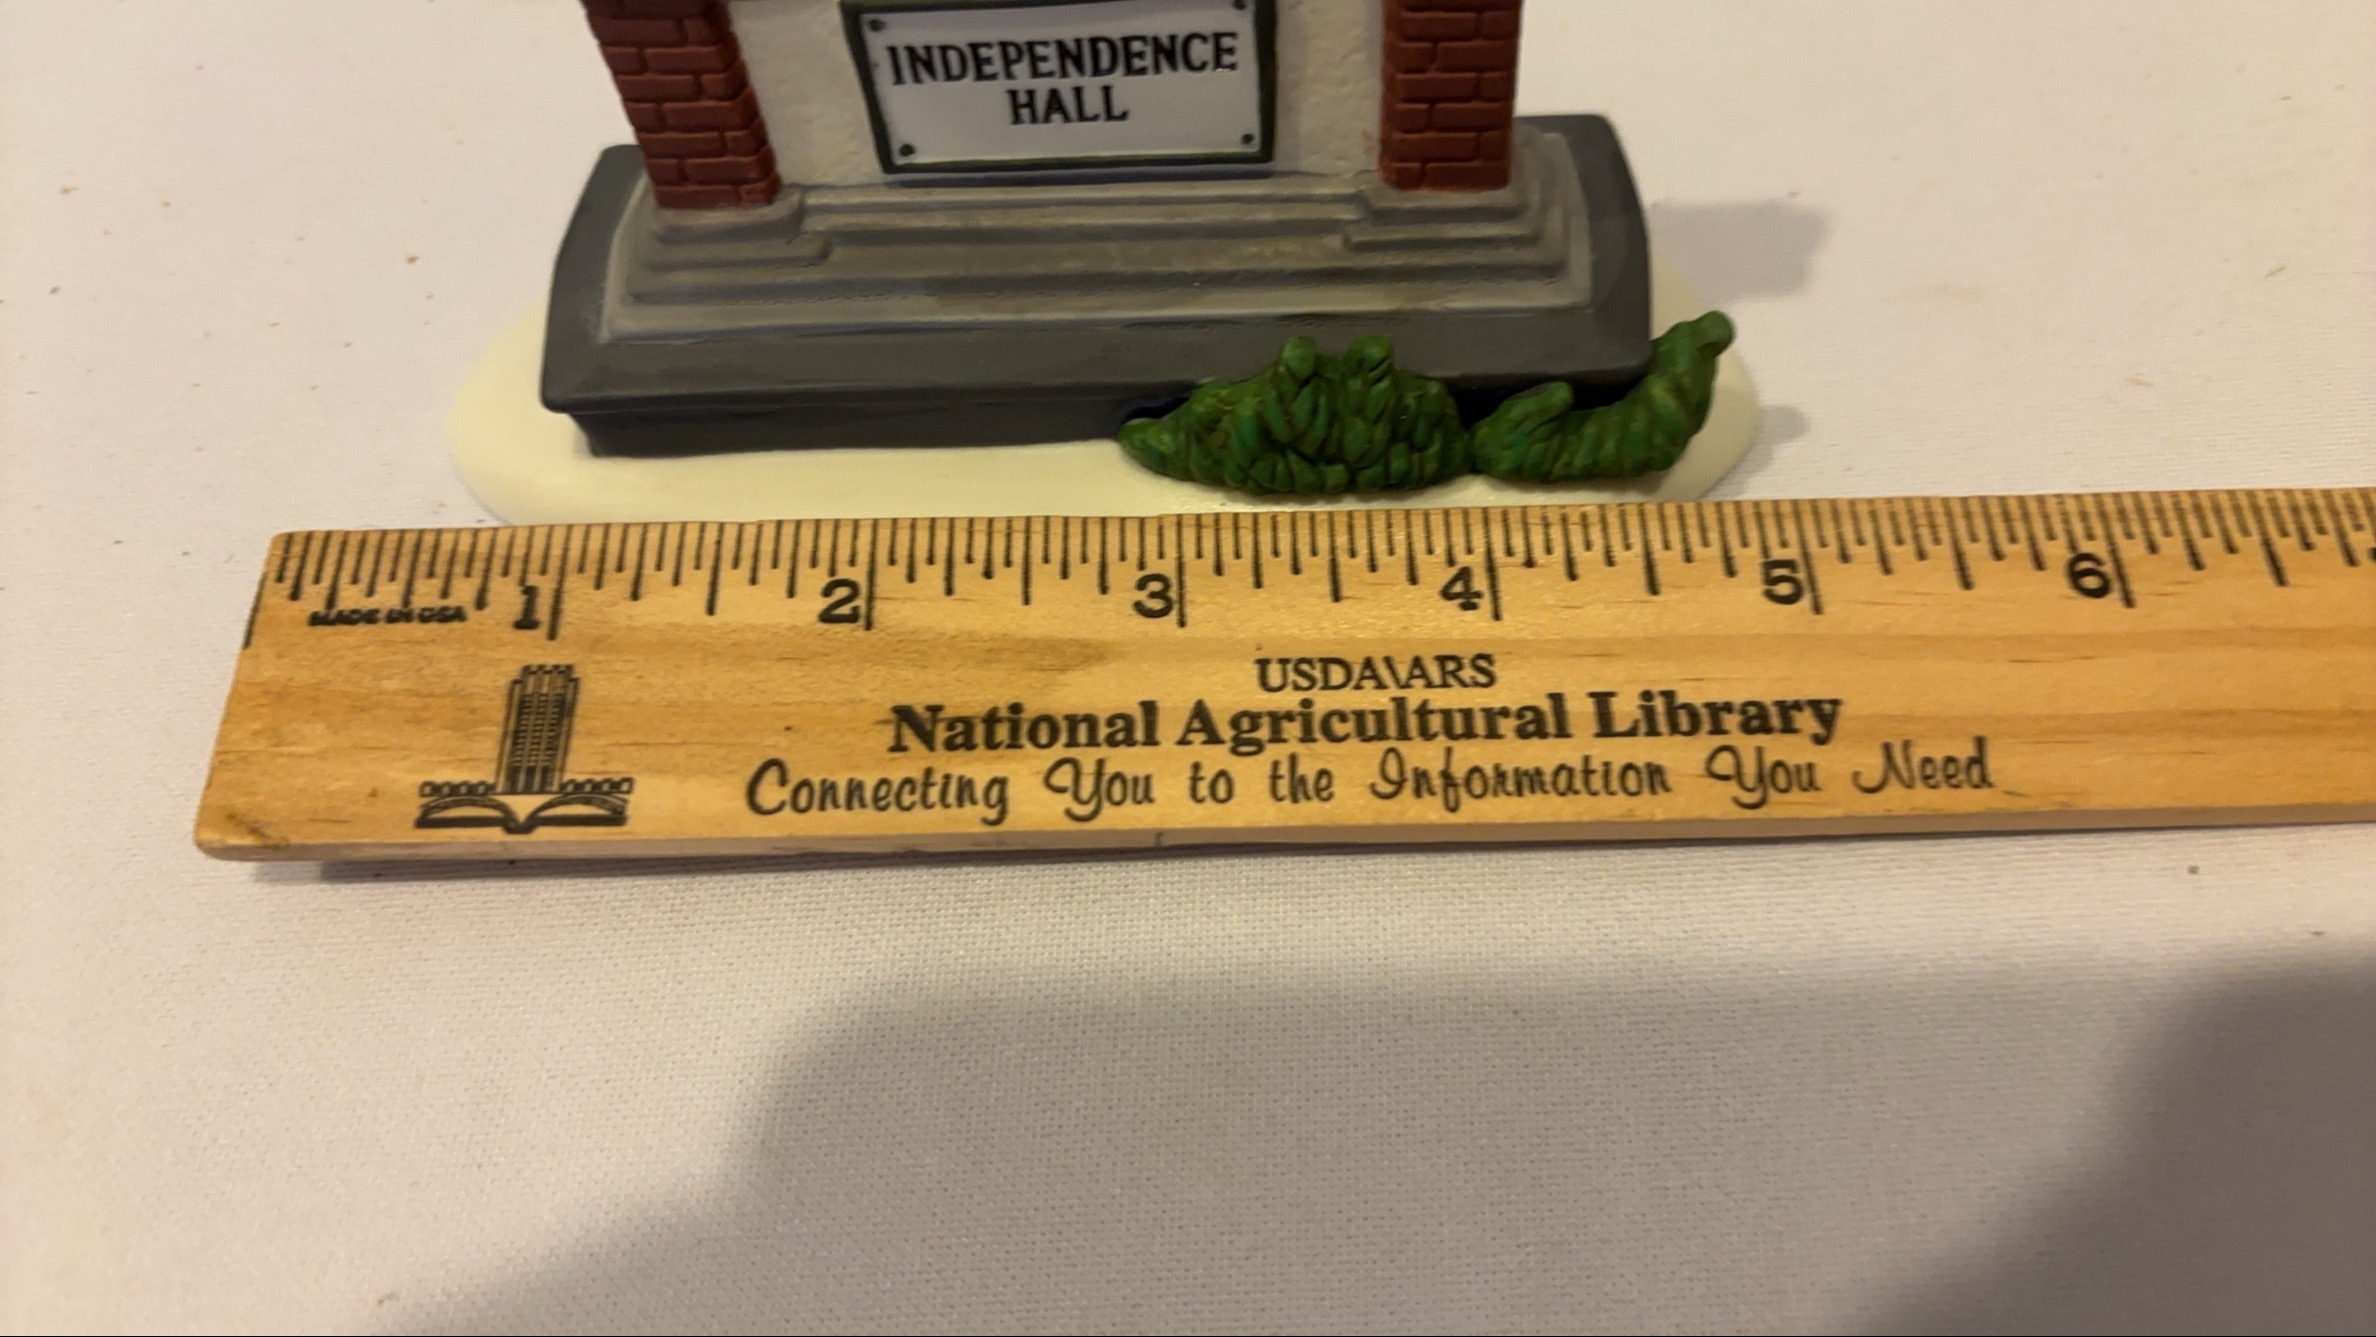 INDEPENDENCE
HALL
1 2 3 4 5 6
MADE IN USA
USDA\ARS
National Agricultural Library
Connecting You to the Information You Need